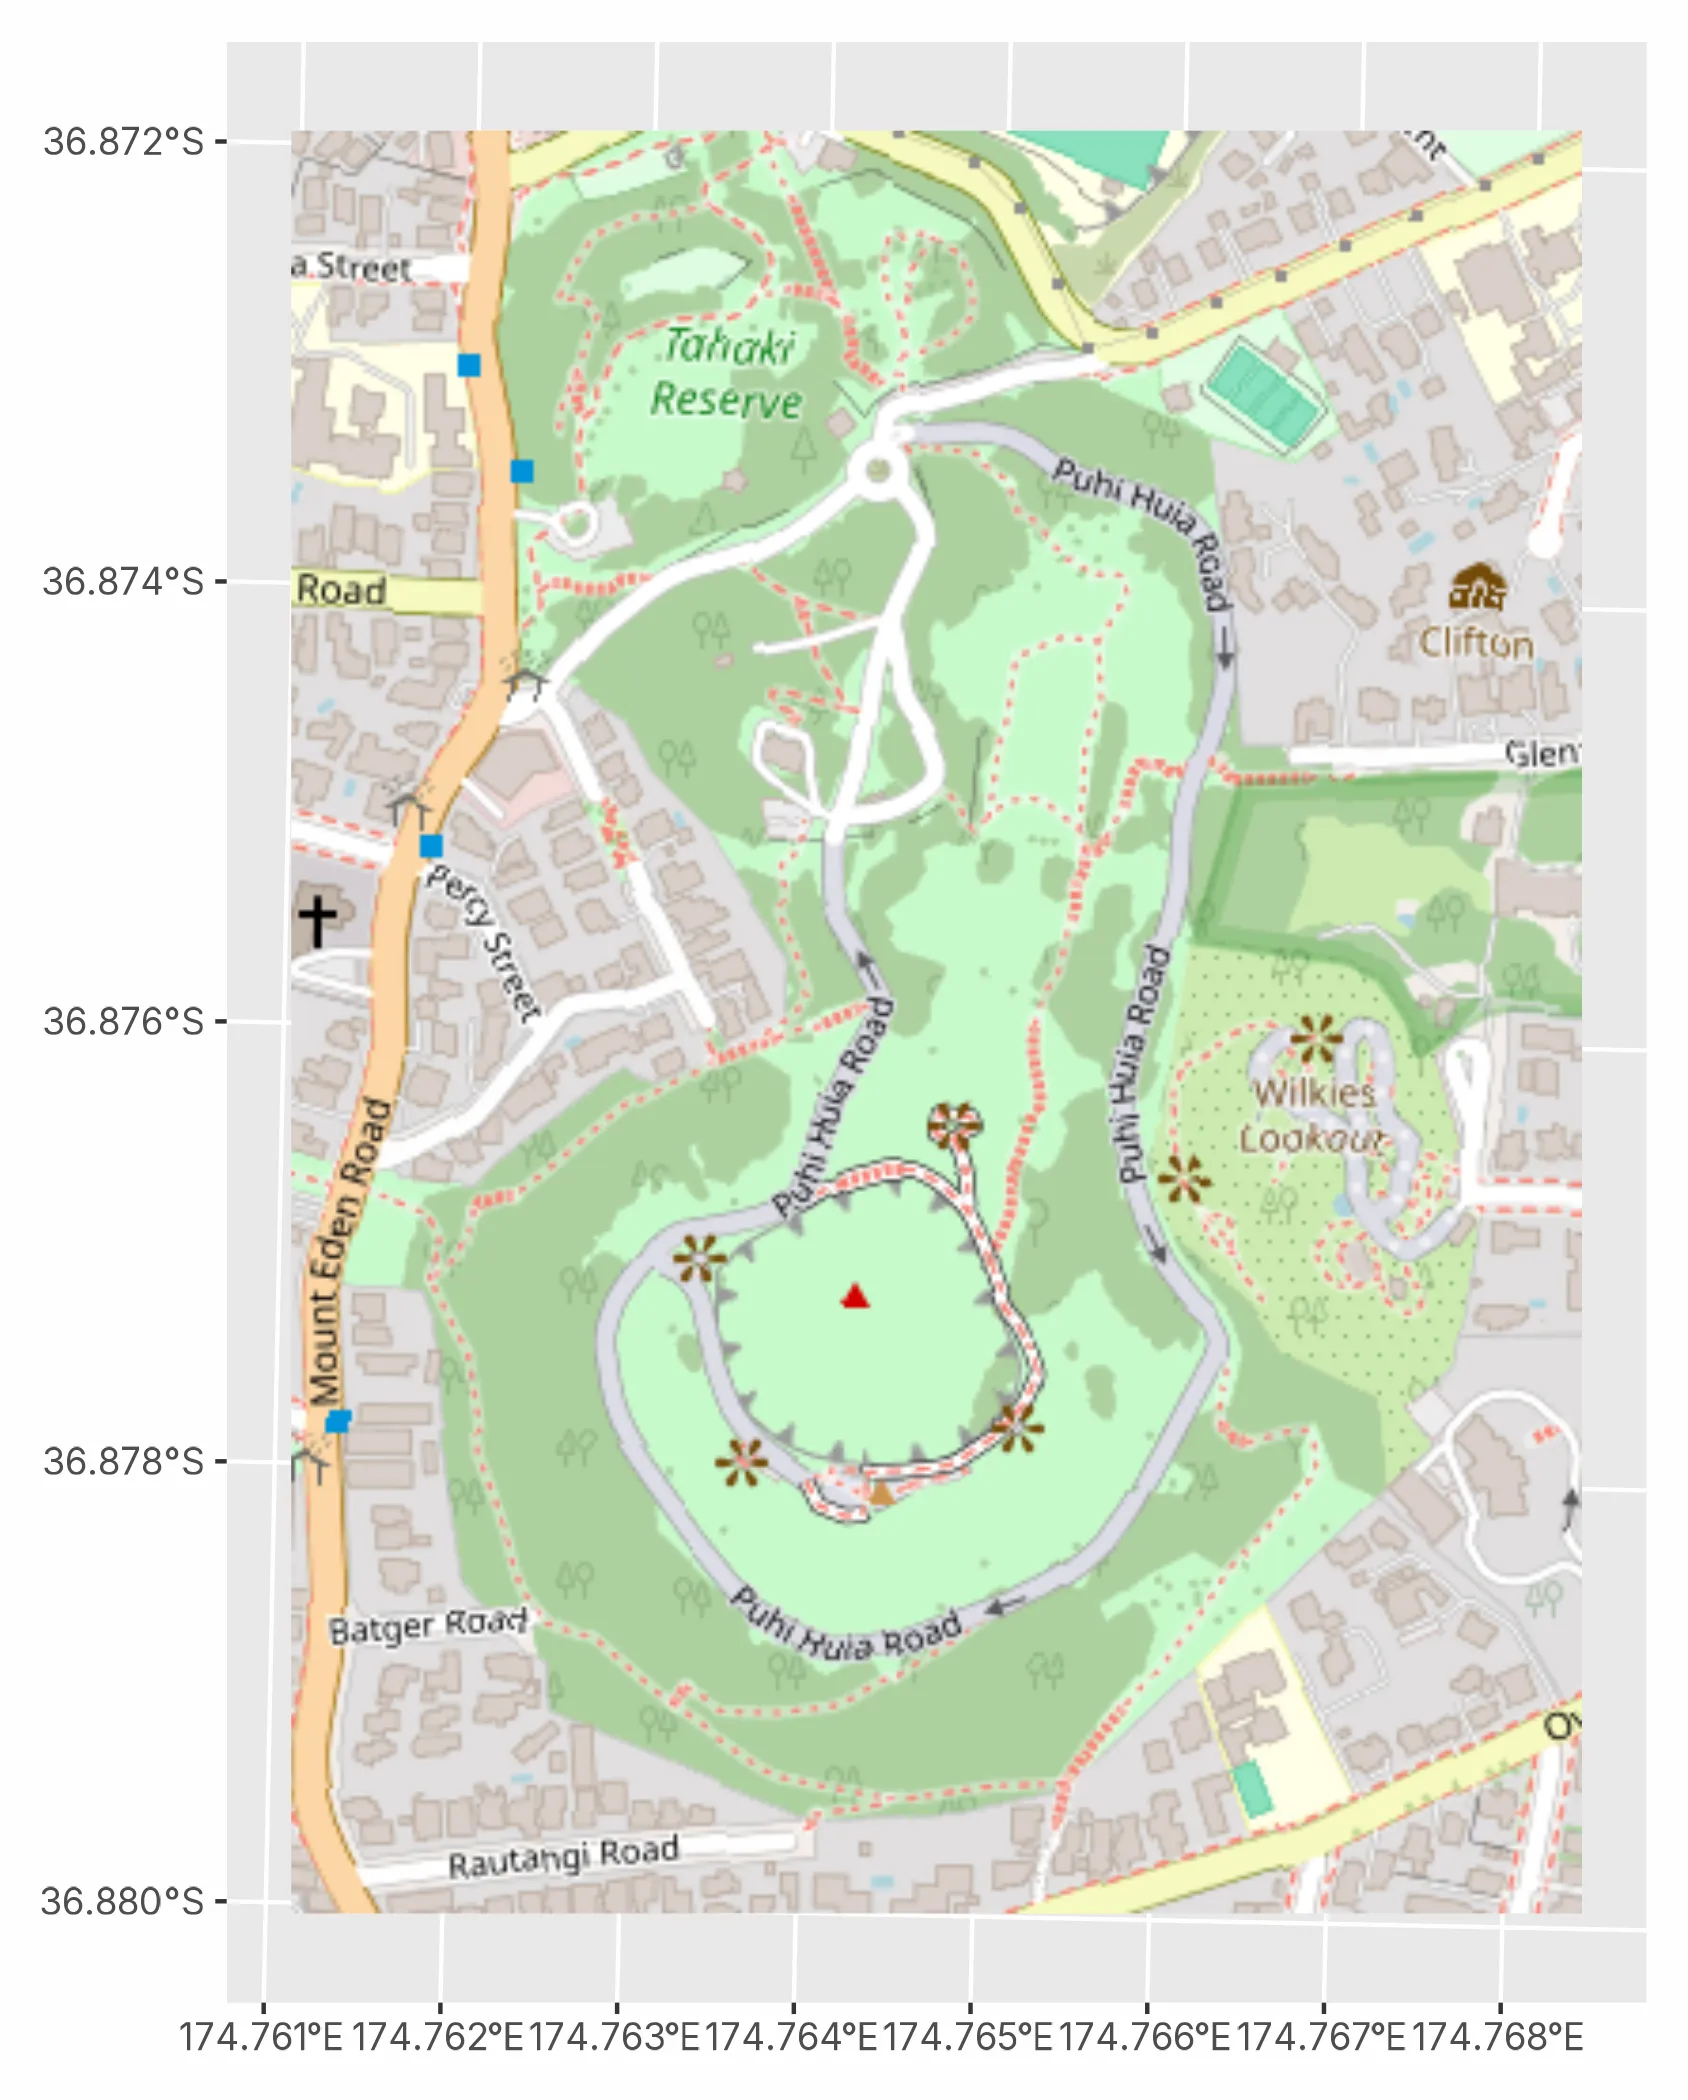 36.872°S
36.874°S
36.876°S
36.878°S
36.880°S
174.761°E 174.762°E 174.763°E 174.764°E 174.765°E 174.766°E 174.767°E 174.768°E
a Street
Tahaki
Reserve
Puhi Huia Road
Road
Clifton
Glen
Percy Street
Puhi Huia Road
Puhi Huia Road
Wilkies
Lookout
Mount Eden Road
Puhi Huia Road
Batger Road
Rautangi Road